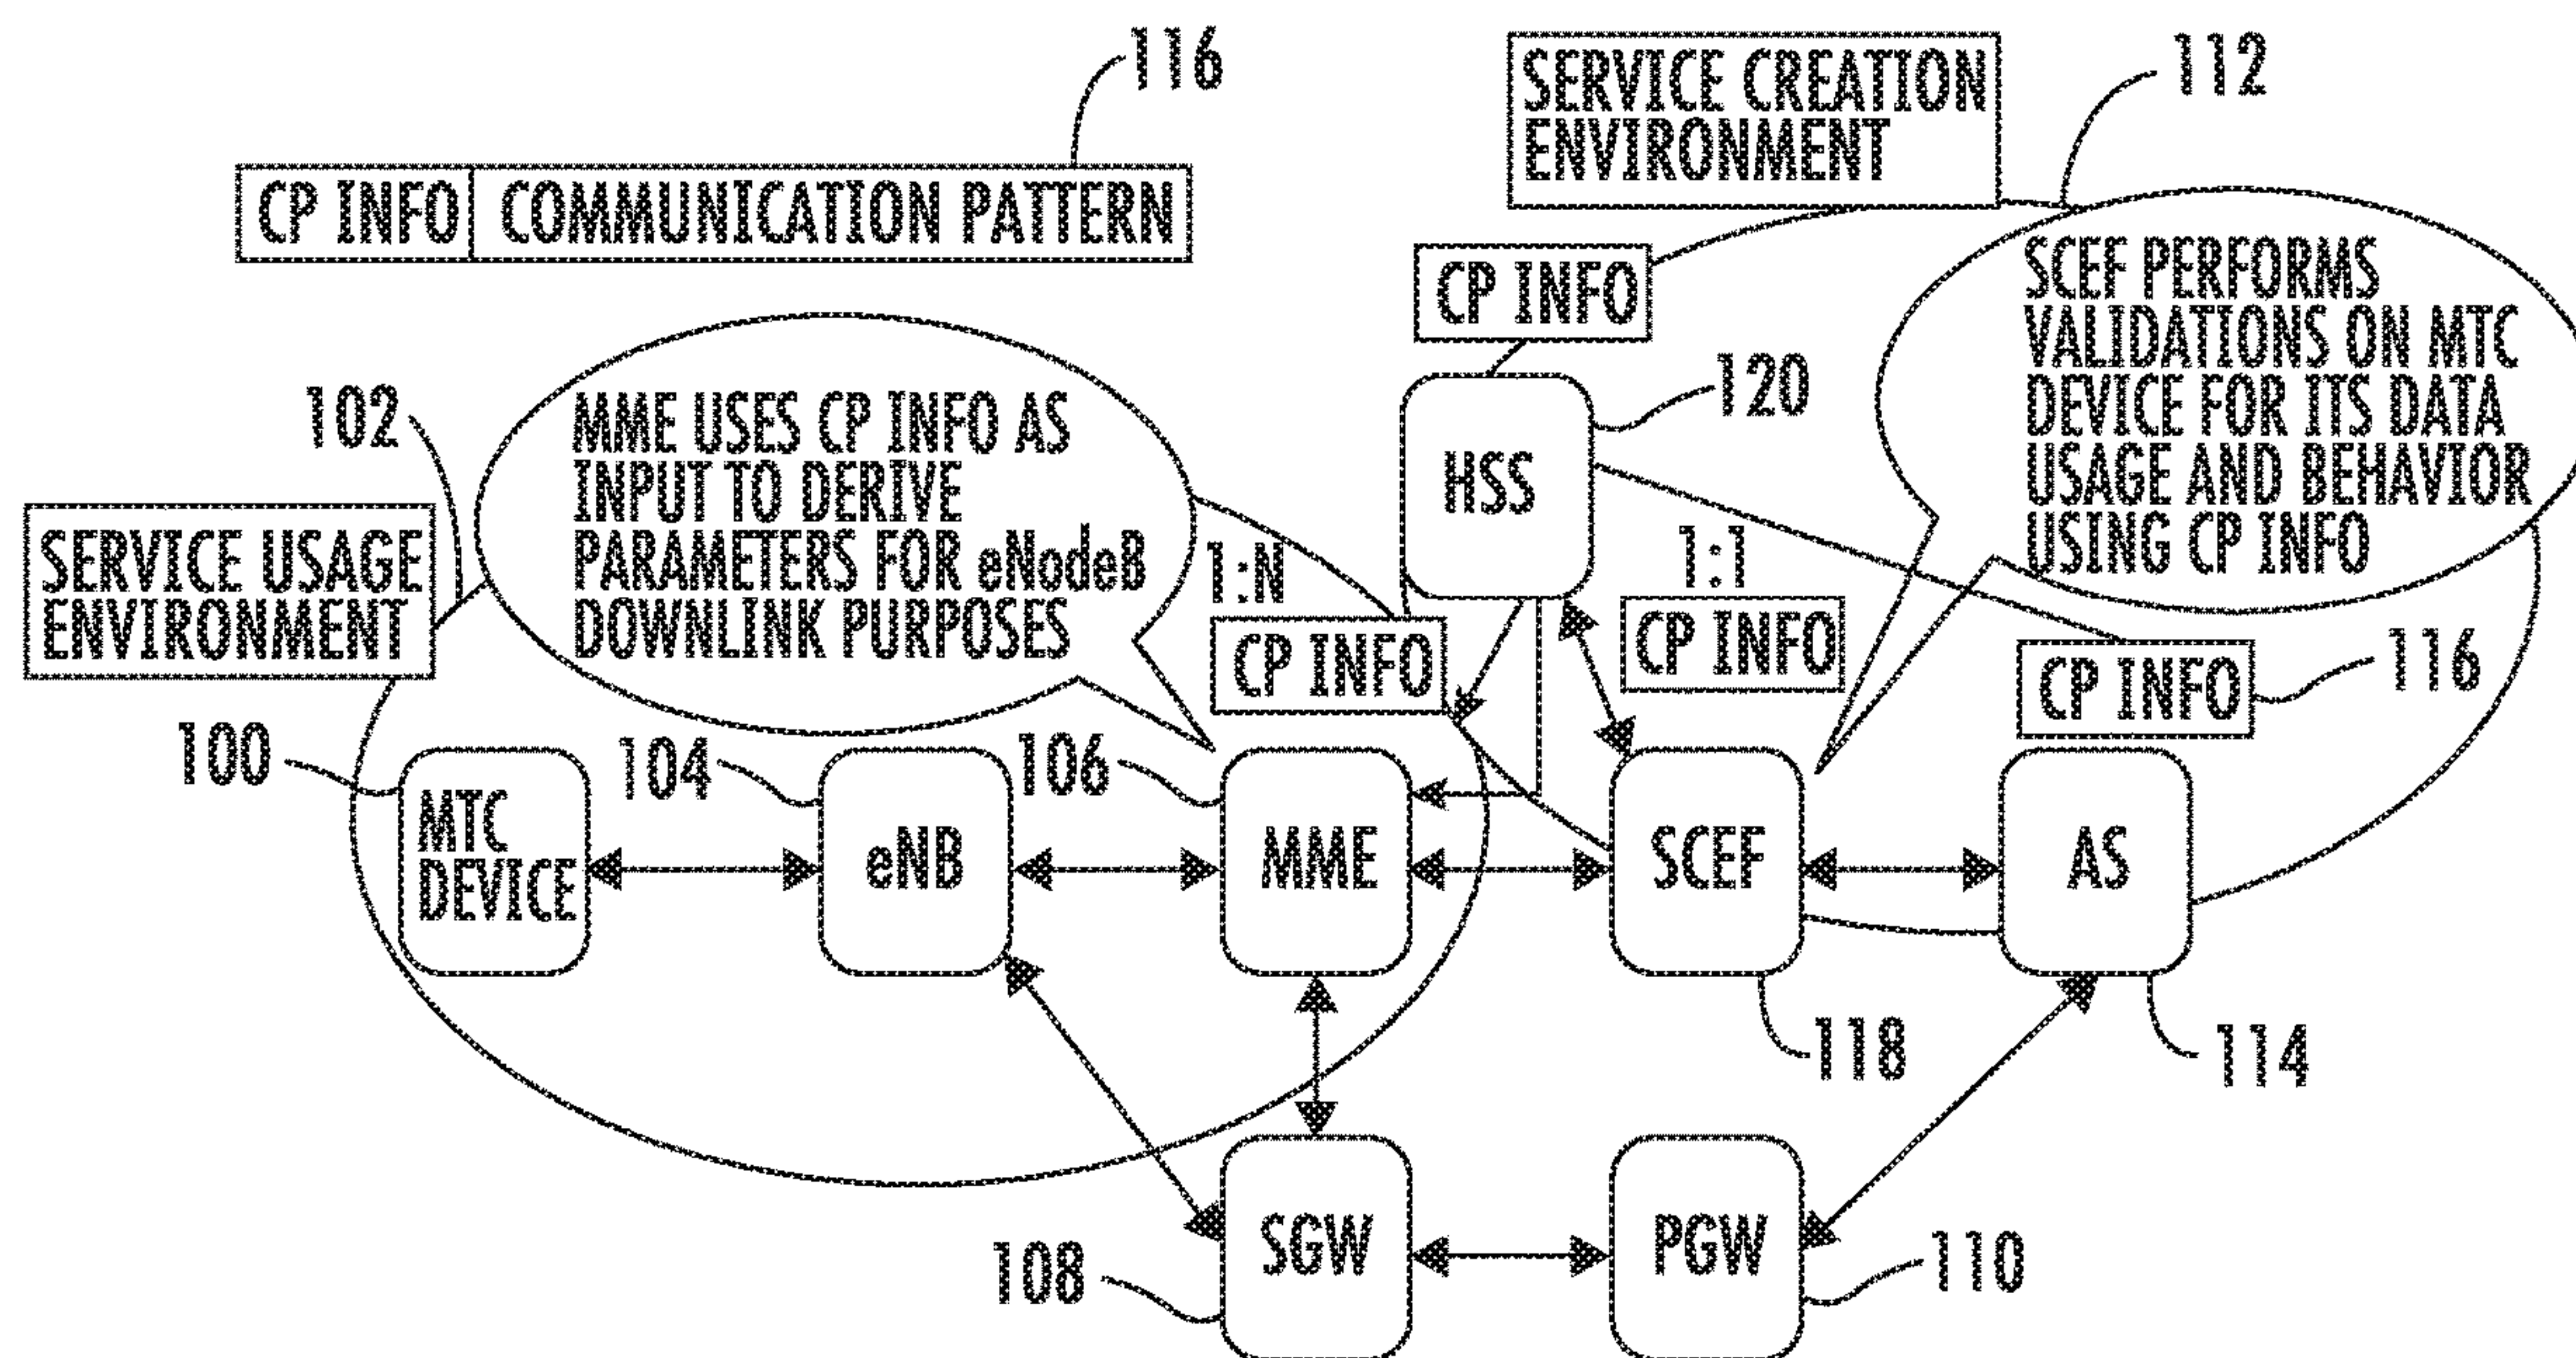 116
CP INFO COMMUNICATION PATTERN
SERVICE CREATION
ENVIRONMENT
112
CP INFO
SCEF PERFORMS
VALIDATIONS ON MTC
DEVICE FOR ITS DATA
USAGE AND BEHAVIOR
USING CP INFO
102
MME USES CP INFO AS
INPUT TO DERIVE
PARAMETERS FOR eNodeB
DOWNLINK PURPOSES
120
HSS
SERVICE USAGE
ENVIRONMENT
1:N
CP INFO
1:1
CP INFO
CP INFO
116
100
104
106
MTC
DEVICE
eNB
MME
SCEF
AS
118
114
108
SGW
PGW
110